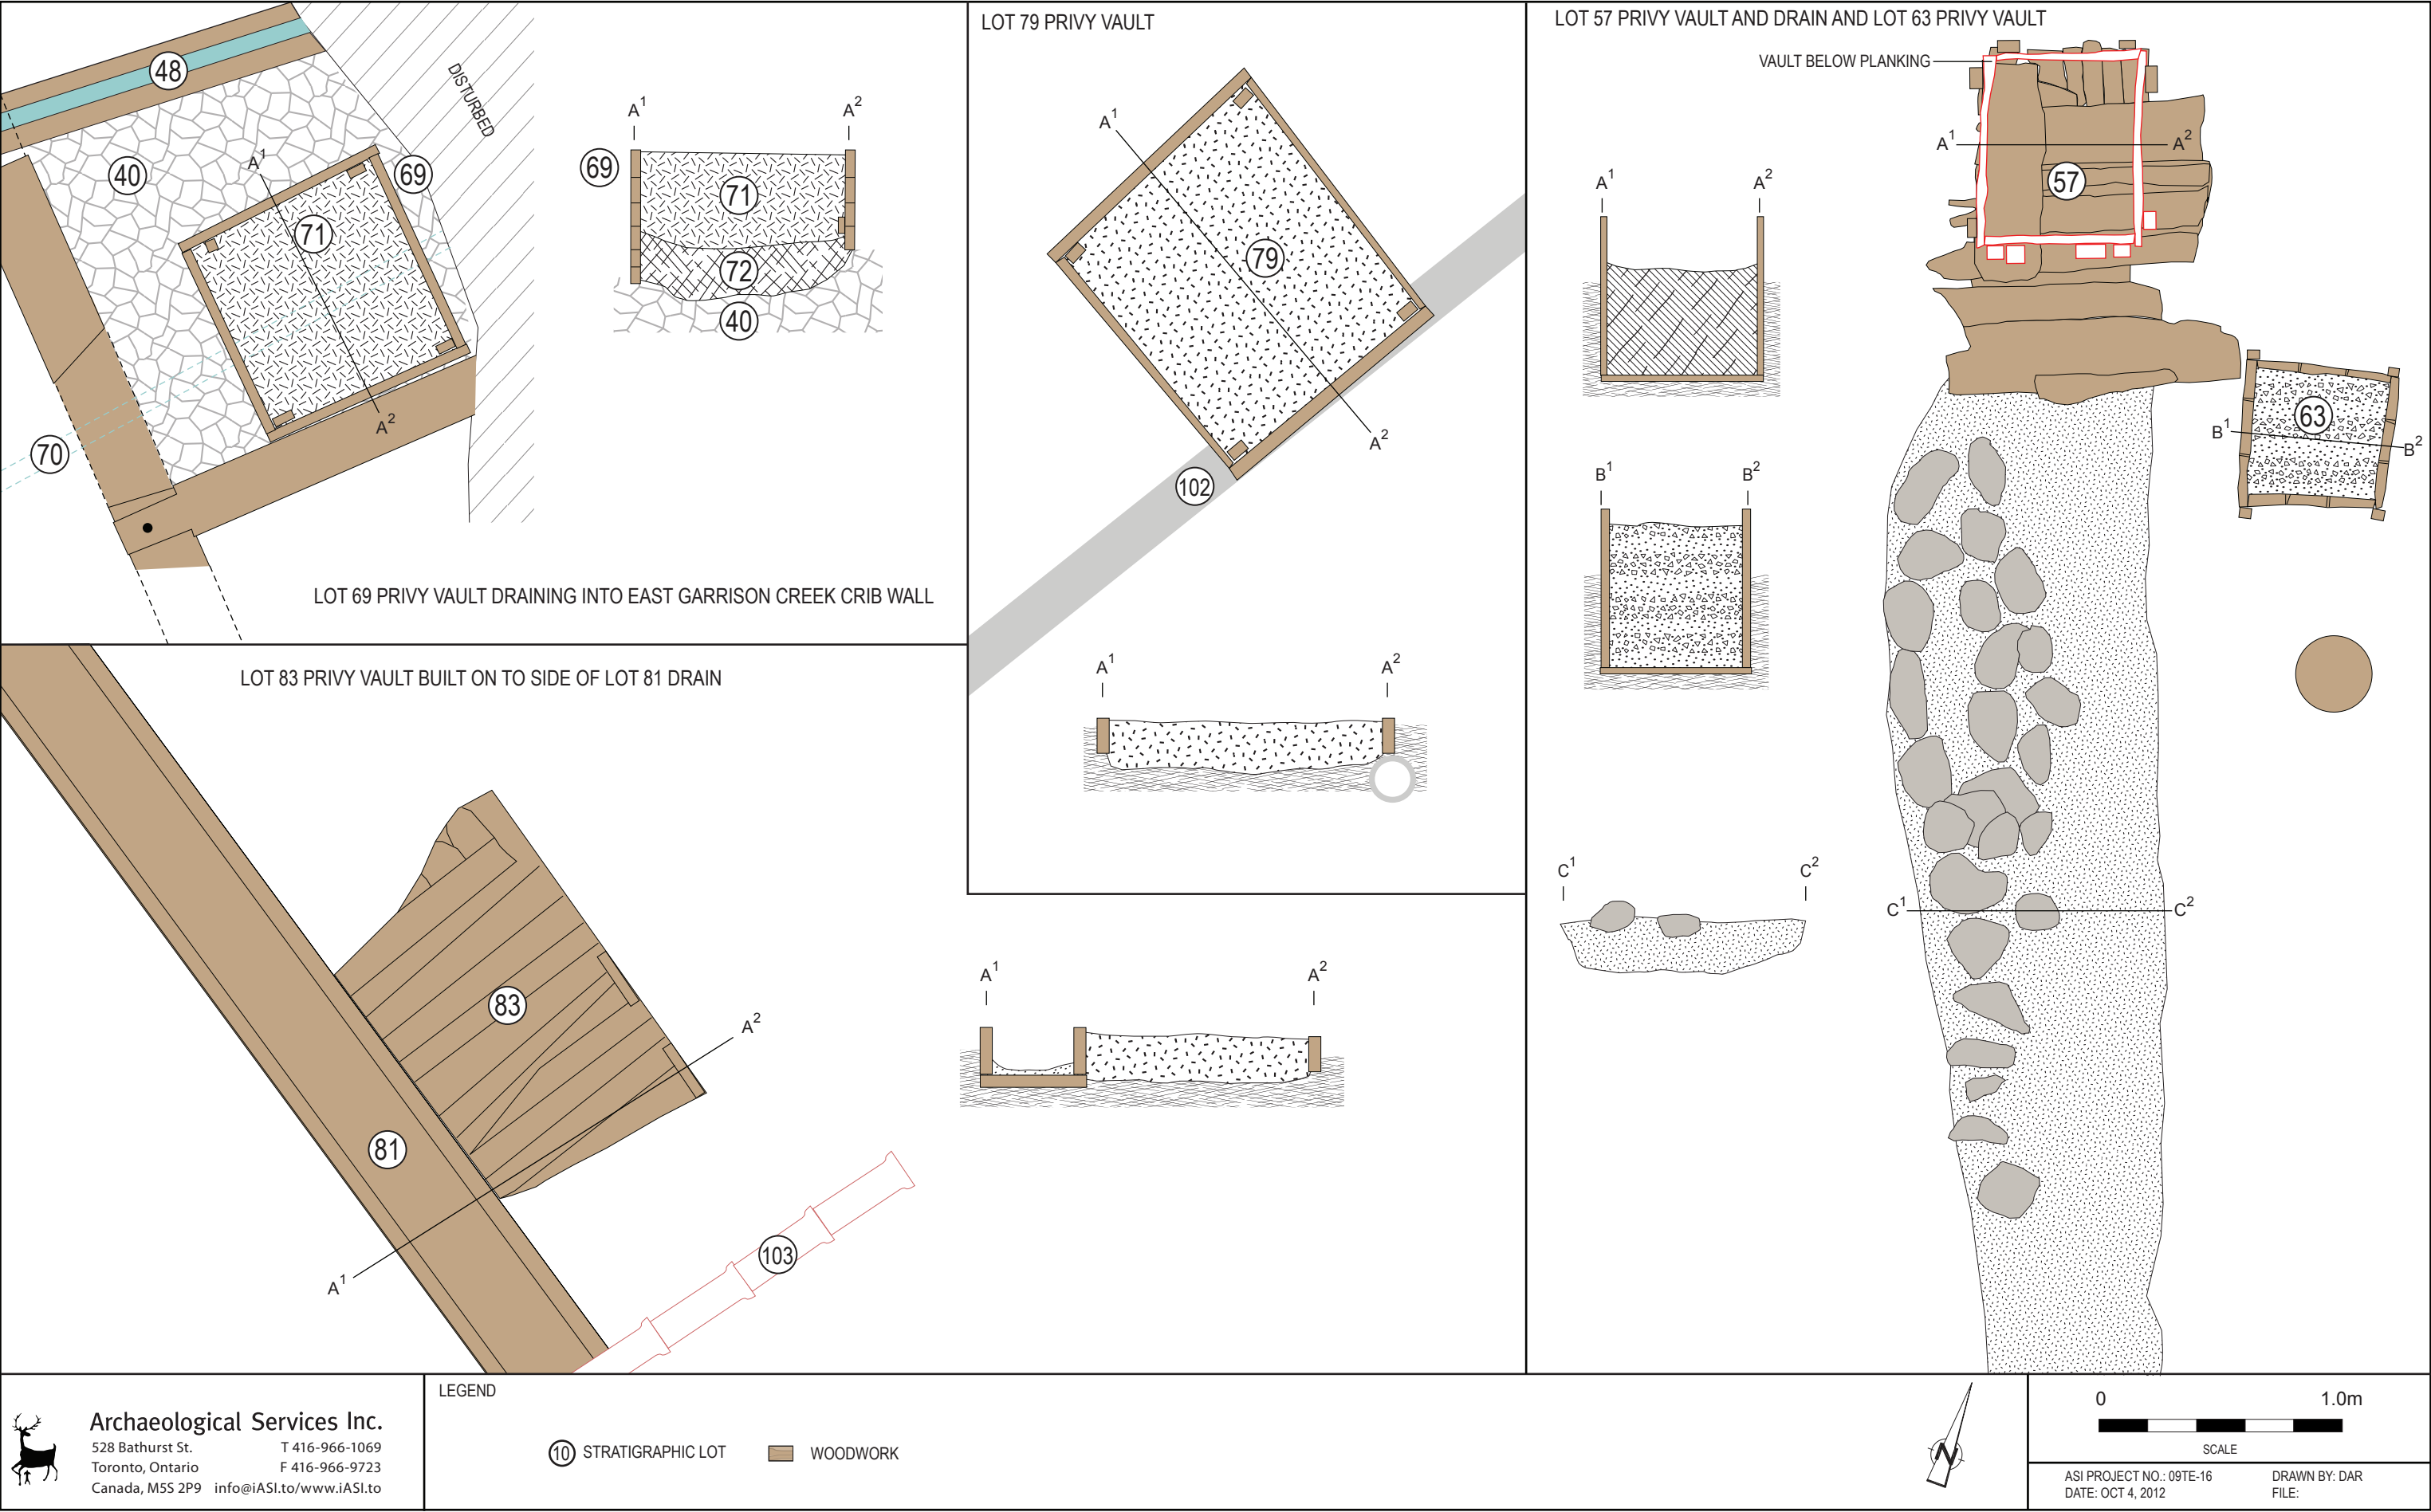 48
DISTURBED
40
A1
69
71
A2
70
A1
A2
69
71
72
40
LOT 69 PRIVY VAULT DRAINING INTO EAST GARRISON CREEK CRIB WALL
LOT 79 PRIVY VAULT
A1
79
A2
102
A1
A2
LOT 57 PRIVY VAULT AND DRAIN AND LOT 63 PRIVY VAULT
VAULT BELOW PLANKING
A1
A2
57
A1
A2
63
B1
B2
B1
B2
C1
C2
C1
C2
LOT 83 PRIVY VAULT BUILT ON TO SIDE OF LOT 81 DRAIN
83
A2
81
A1
103
A1
A2
Archaeological Services Inc.
528 Bathurst St. T 416-966-1069
Toronto, Ontario F 416-966-9723
Canada, M5S 2P9 info@iASI.to/www.iASI.to
LEGEND
10 STRATIGRAPHIC LOT
WOODWORK
N
0 1.0m
SCALE
ASI PROJECT NO.: 09TE-16 DRAWN BY: DAR
DATE: OCT 4, 2012 FILE: